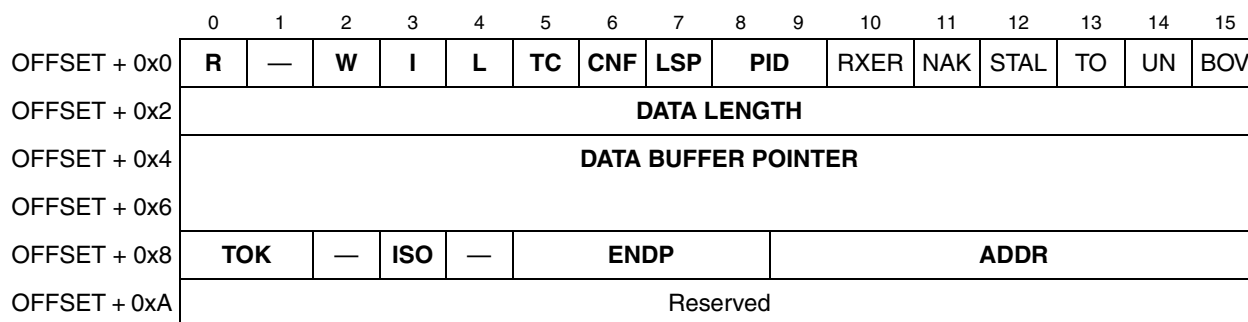 0 1 2 3 4 5 6 7 8 9 10 11 12 13 14 15
OFFSET + 0x0 R — W I L TC CNF LSP PID RXER NAK STAL TO UN BOV
OFFSET + 0x2 DATA LENGTH
OFFSET + 0x4 DATA BUFFER POINTER
OFFSET + 0x6
OFFSET + 0x8 TOK — ISO — ENDP ADDR
OFFSET + 0xA Reserved